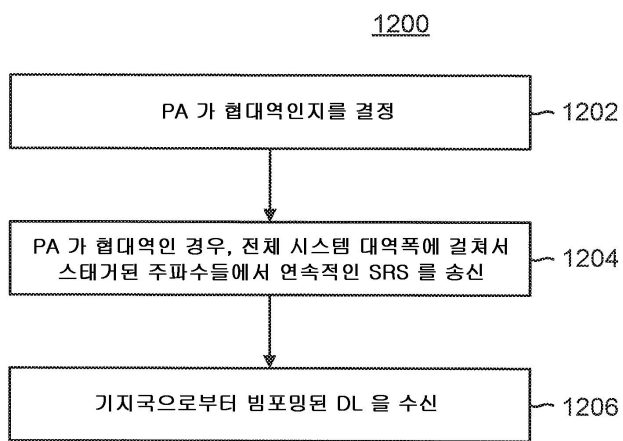 1200
PA 가 협대역인지를 결정
1202
PA 가 협대역인 경우, 전체 시스템 대역폭에 걸쳐서
스태거된 주파수들에서 연속적인 SRS 를 송신
1204
기지국으로부터 빔포밍된 DL 을 수신
1206